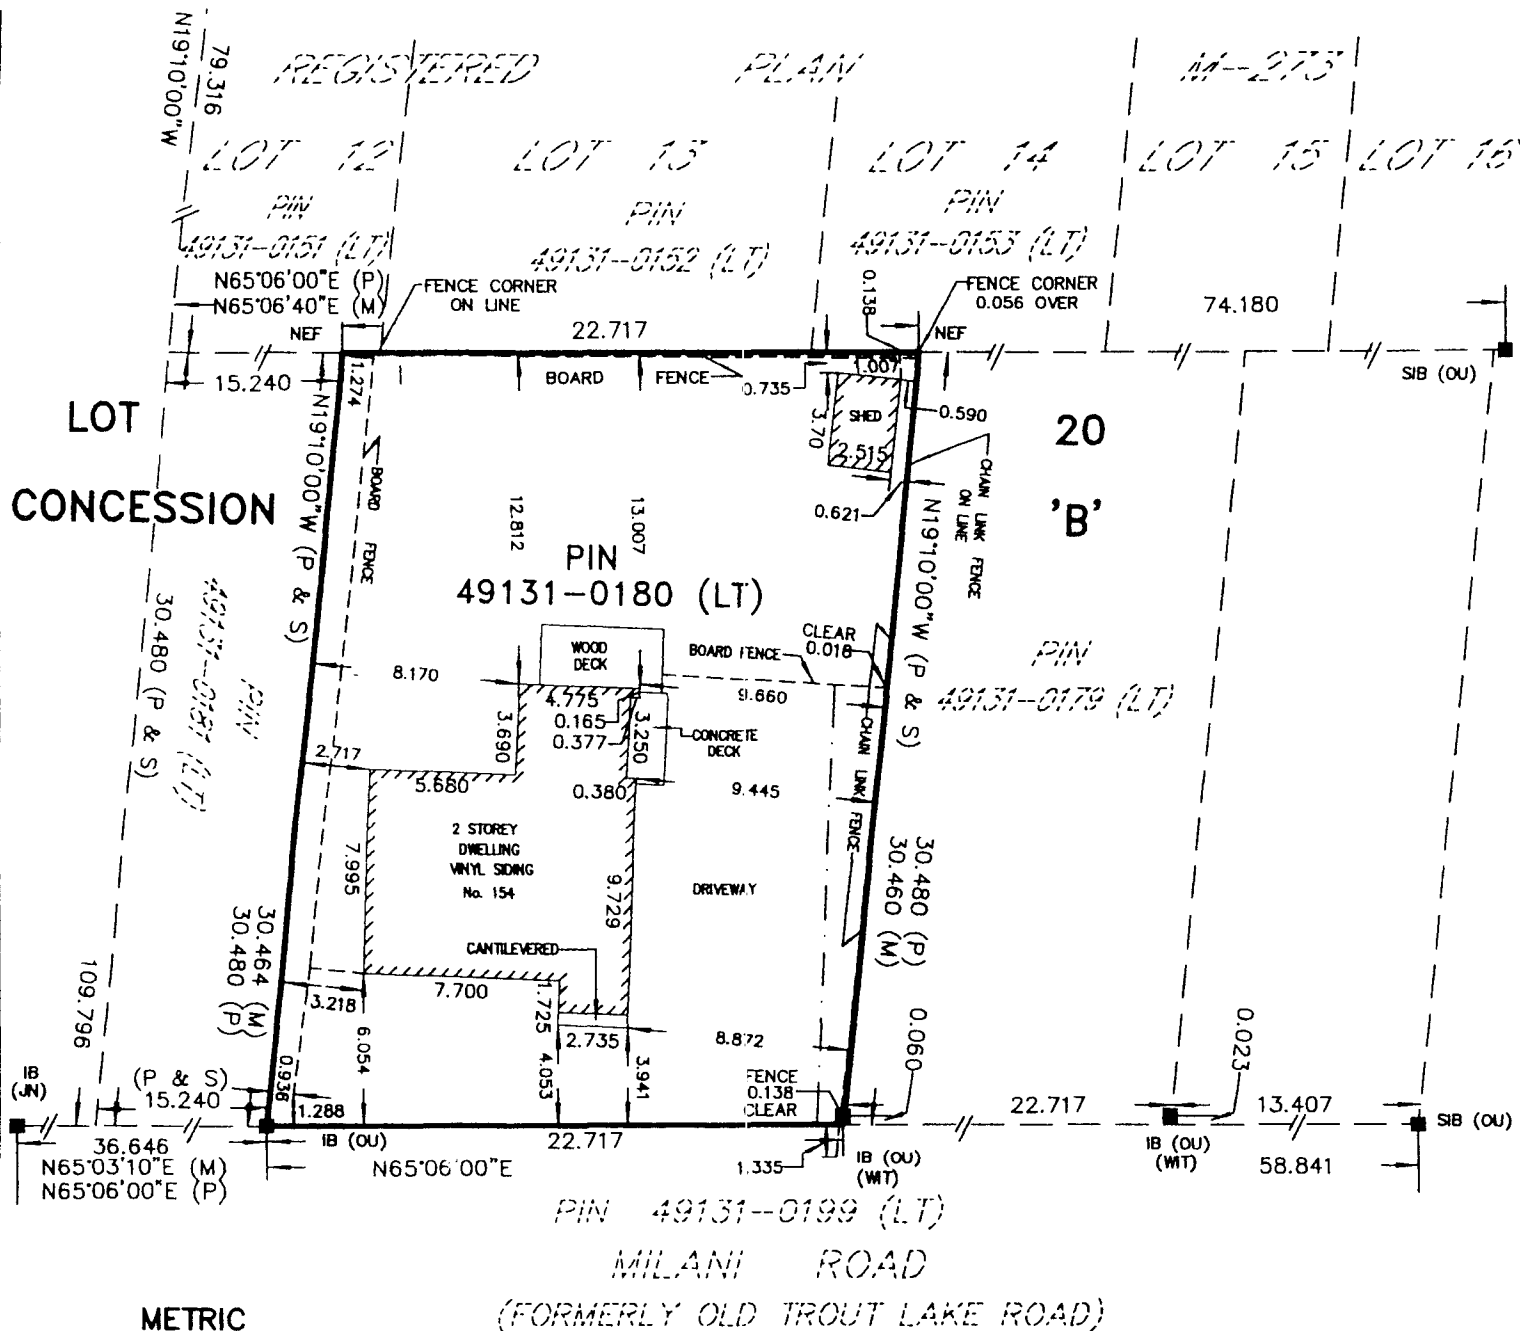 REGISTERED PLAN M-273
79.316
N19°10'00"W
LOT 12
LOT 13
LOT 14
LOT 15
LOT 16
PIN
49131-0151 (LT)
PIN
49131-0152 (LT)
PIN
49131-0153 (LT)
N65°06'00"E (P)
N65°06'40"E (M)
FENCE CORNER
ON LINE
0.138
FENCE CORNER
0.056 OVER
74.180
NEF
22.717
NEF
15.240
1.274
BOARD FENCE
0.735
1.007
SIB (OU)
LOT
20
CONCESSION
'B'
N19°10'00"W (P & S)
BOARD FENCE
SHED
3.70
2.515
0.590
0.621
CHAIN LINK FENCE
ON LINE
N19°10'00"W (P & S)
12.812
13.007
PIN
49131-0180 (LT)
30.480 (P & S)
PIN
49131-0181 (LT)
WOOD
DECK
BOARD FENCE
CLEAR
0.018
PIN
49131-0179 (LT)
8.170
4.775
0.165
0.377
3.690
3.250
9.660
CONCRETE
DECK
CHAIN LINK FENCE
2.717
5.680
0.380
9.445
2 STOREY
DWELLING
VINYL SIDING
No. 154
7.995
9.729
DRIVEWAY
30.480 (P)
30.460 (M)
30.464 (M)
30.480 (P)
CANTILEVERED
109.796
3.218
7.700
1.725
2.735
8.872
6.054
4.053
3.941
0.060
0.023
IB
(JN)
(P & S)
15.240
0.936
1.288
FENCE
0.138
CLEAR
22.717
13.407
SIB (OU)
36.646
N65°03'10"E (M)
N65°06'00"E (P)
IB (OU)
N65°06'00"E
22.717
1.335
IB (OU)
(WIT)
IB (OU)
(WIT)
58.841
PIN 49131-0199 (LT)
MILANI ROAD
(FORMERLY OLD TROUT LAKE ROAD)
METRIC